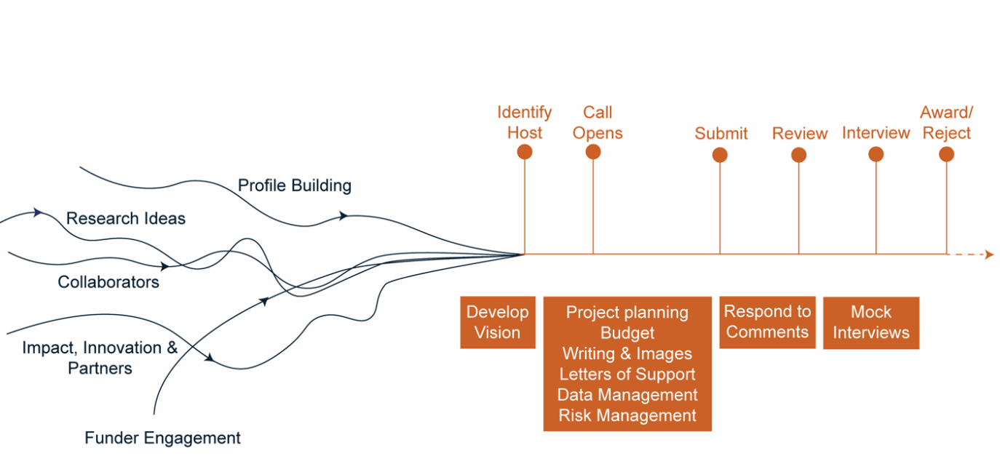 Identify
Host
Call
Opens
Submit
Review
Interview
Award/
Reject
Profile Building
Research Ideas
Collaborators
Impact, Innovation &
Partners
Funder Engagement
Develop
Vision
Project planning
Budget
Writing & Images
Letters of Support
Data Management
Risk Management
Respond to
Comments
Mock
Interviews